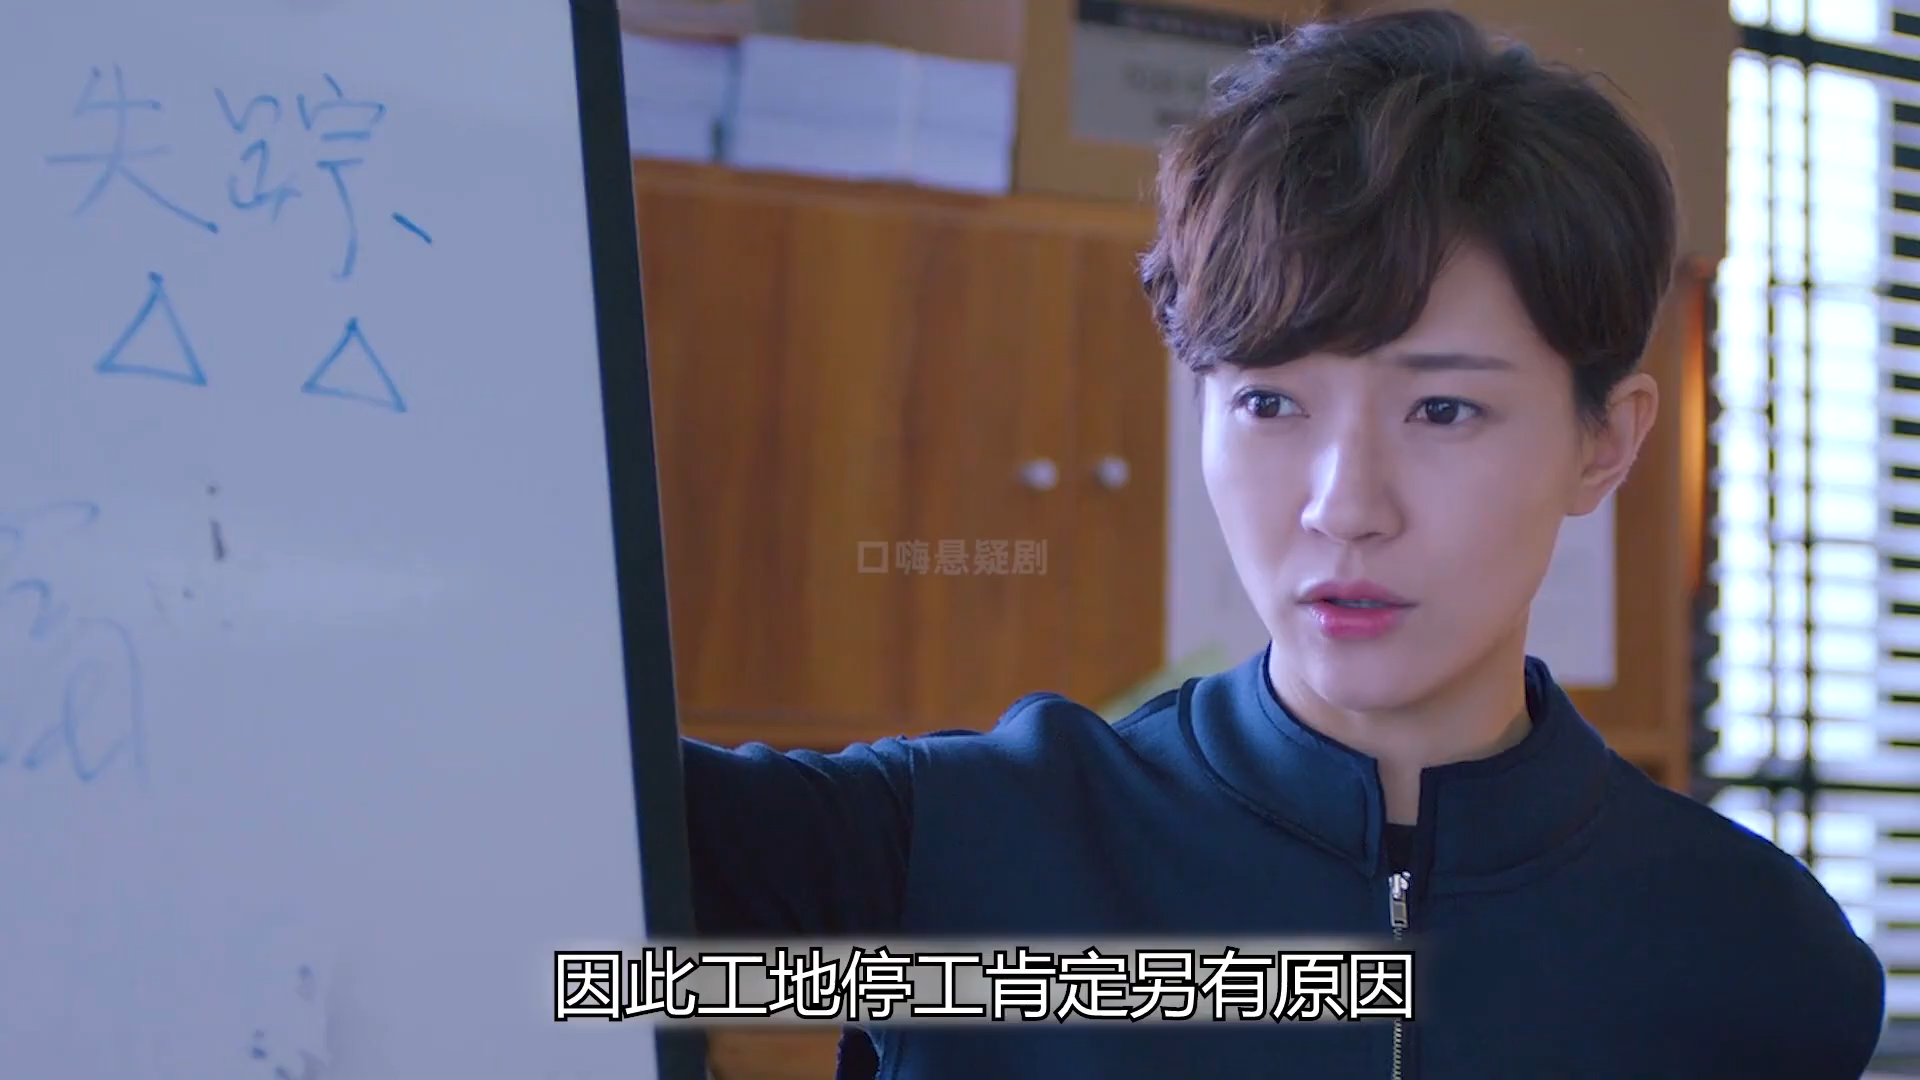 失踪、
口嗨悬疑剧
因此工地停工肯定另有原因